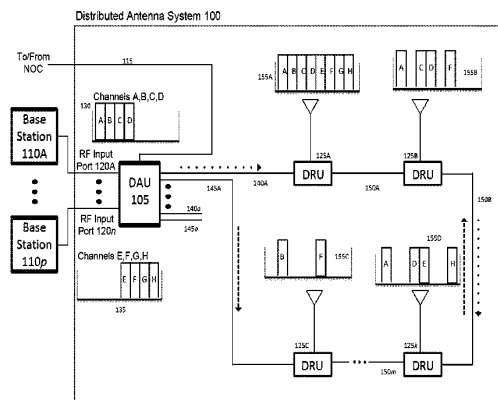 Distributed Antenna System 100
To/From
NOC
115
Channels A,B,C,D
130
A B C D
155A
A B C D E F G H
A C D F
155B
Base
Station
110A
RF Input
Port 120A
DAU
105
145A
140A
125A
DRU
150A
125B
DRU
150B
140o
145o
RF Input
Port 120n
Base
Station
110p
Channels E,F,G,H
E F G H
135
B F
155C
155D
A D E H
125C
DRU
150m
125k
DRU